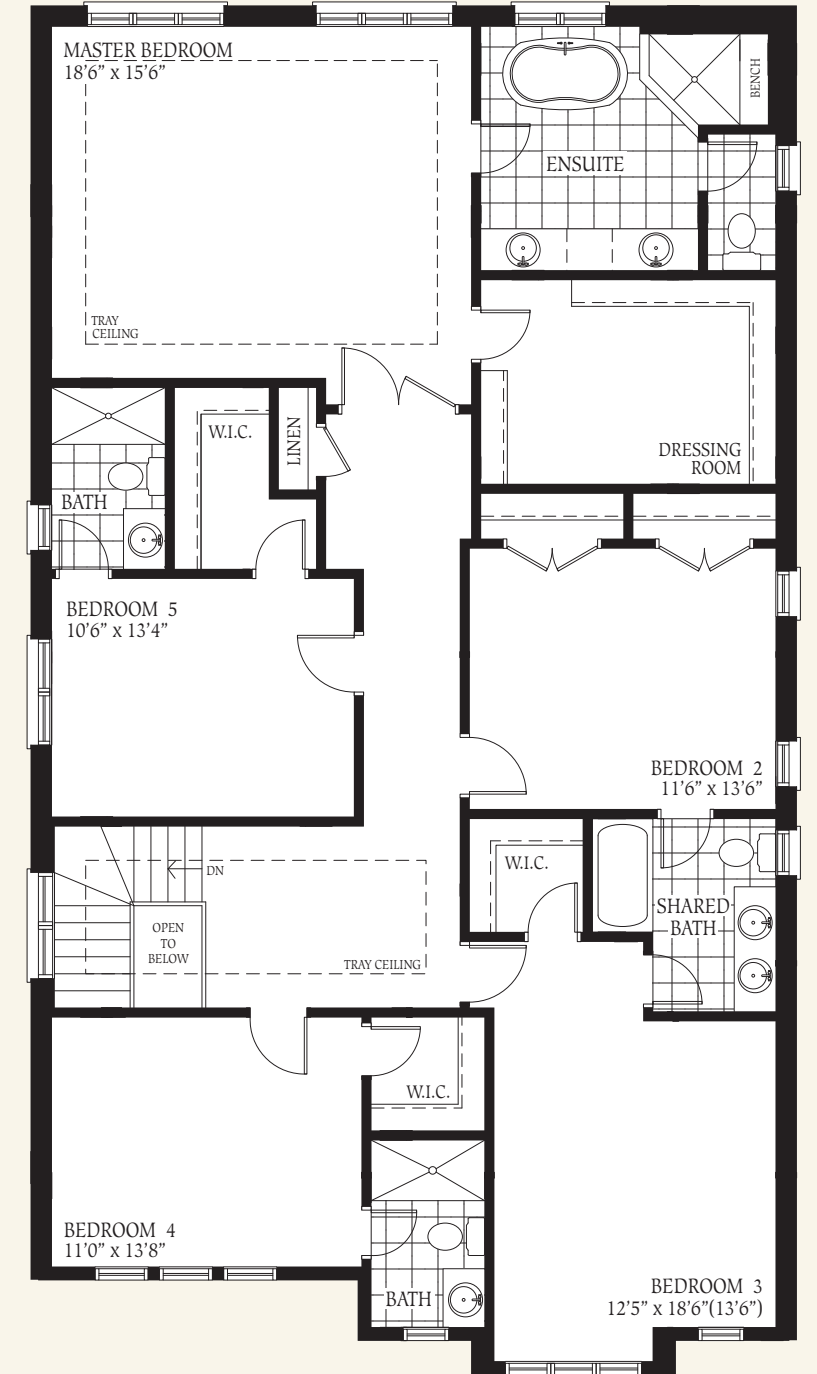 MASTER BEDROOM
18'6" x 15'6"
BENCH
ENSUITE
TRAY
CEILING
W.I.C.
LINEN
DRESSING
ROOM
BATH
BEDROOM 5
10'6" x 13'4"
BEDROOM 2
11'6" x 13'6"
W.I.C.
DN
SHARED
BATH
OPEN
TO
BELOW
TRAY CEILING
W.I.C.
BEDROOM 4
11'0" x 13'8"
BATH
BEDROOM 3
12'5" x 18'6"(13'6")